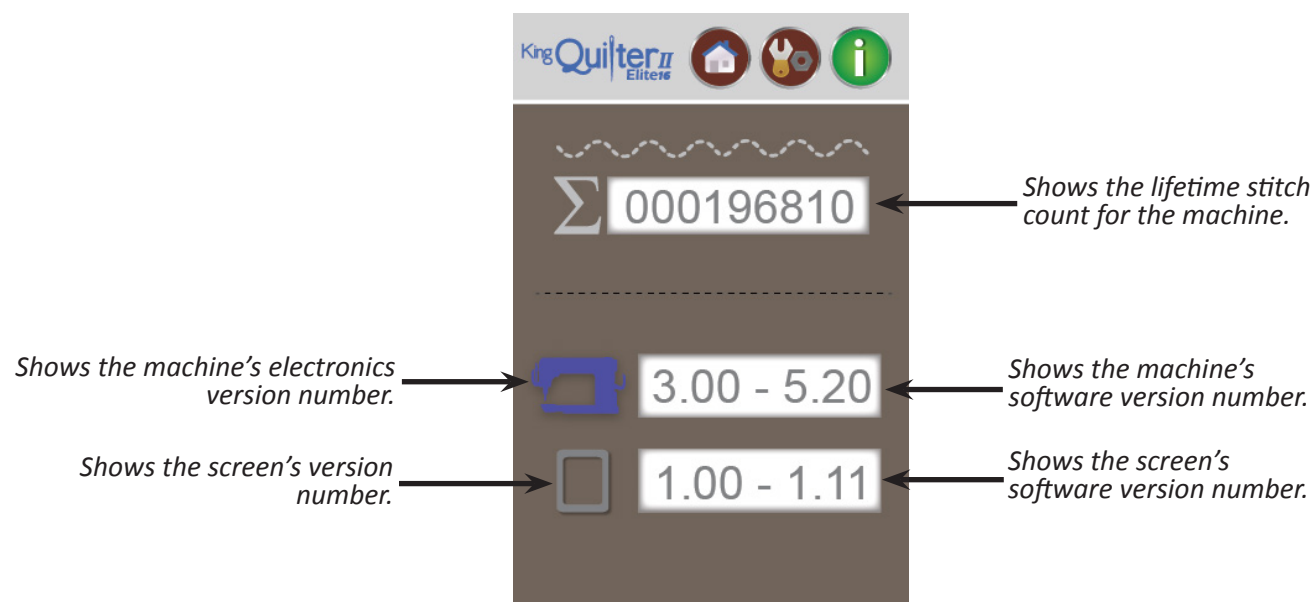 King Quilter II
Elite16
i
Σ 000196810
Shows the lifetime stitch
count for the machine.
Shows the machine's electronics
version number.
3.00 - 5.20
Shows the machine's
software version number.
Shows the screen's version
number.
1.00 - 1.11
Shows the screen's
software version number.